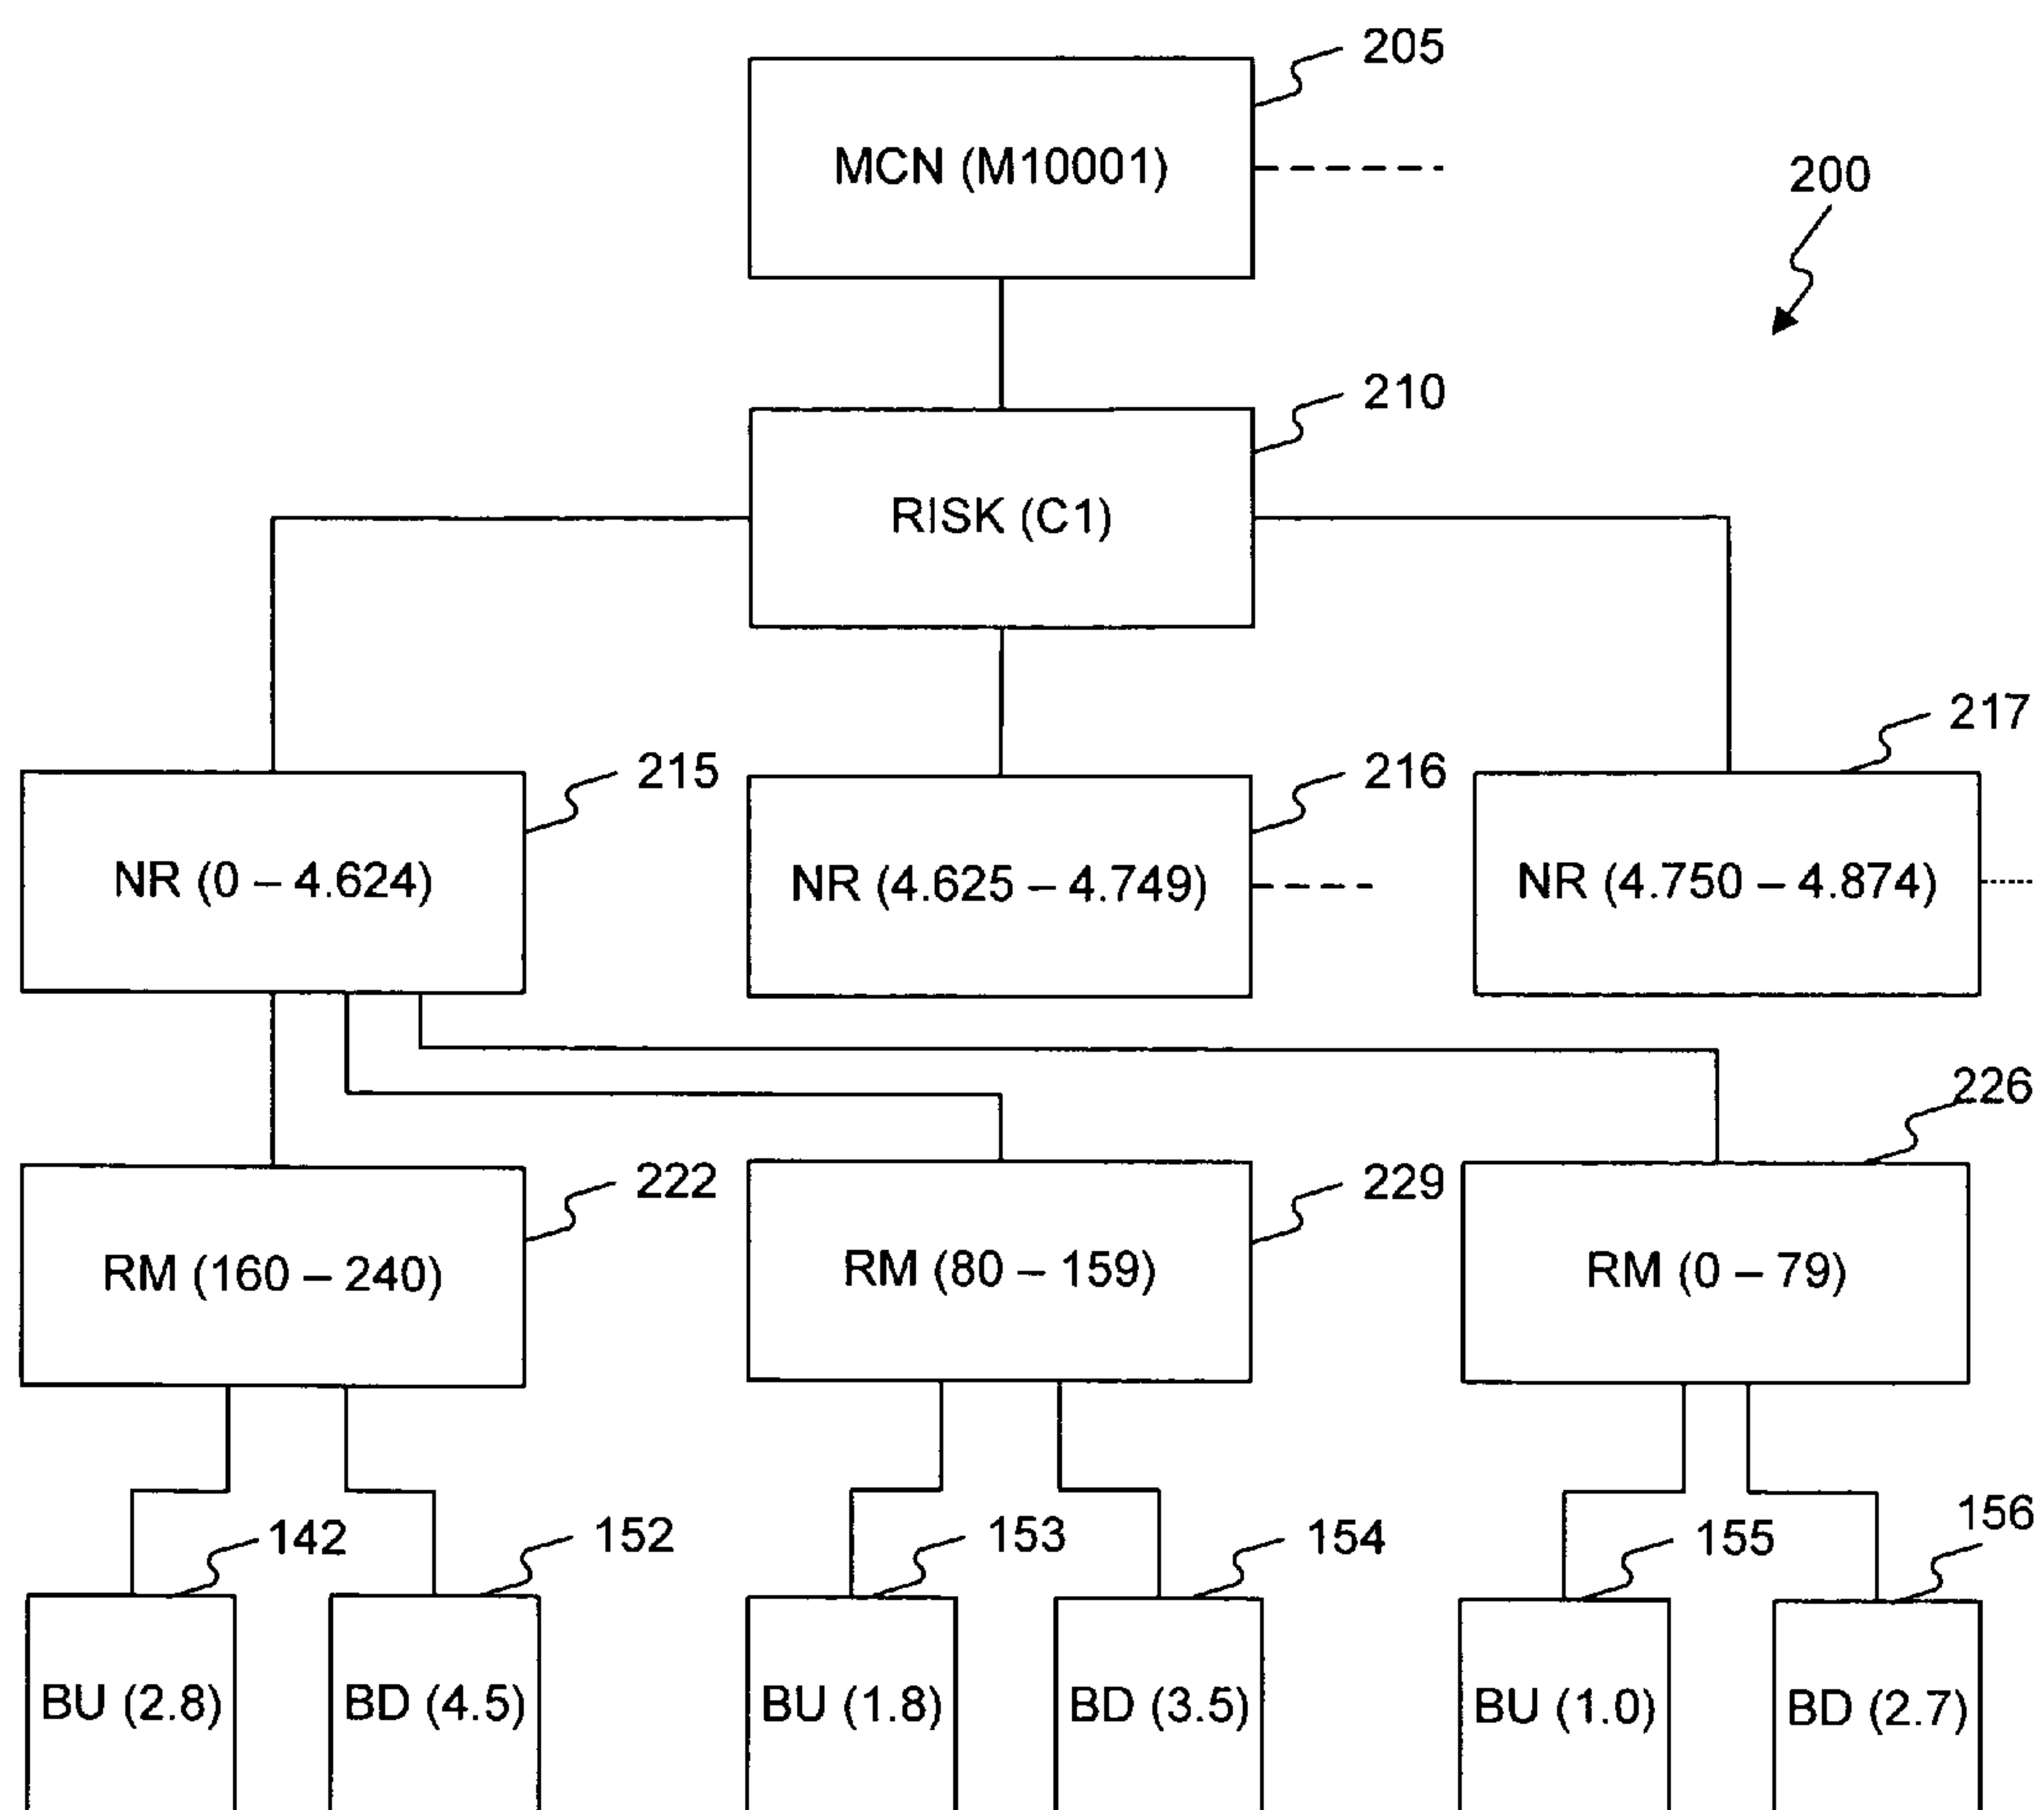 205
MCN (M10001)
200
210
RISK (C1)
217
215
216
NR (0 – 4.624)
NR (4.625 – 4.749)
NR (4.750 – 4.874)
226
222
229
RM (160 – 240)
RM (80 – 159)
RM (0 – 79)
142
152
153
154
155
156
BU (2.8)
BD (4.5)
BU (1.8)
BD (3.5)
BU (1.0)
BD (2.7)